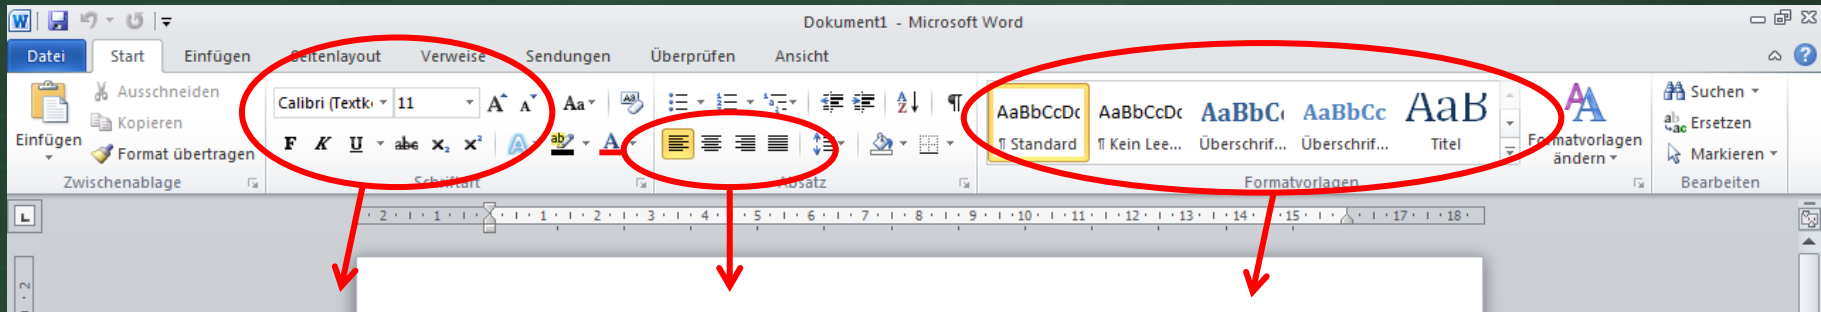 Dokument1 - Microsoft Word
Datei Start Einfügen Seitenlayout Verweise Sendungen Überprüfen Ansicht
Ausschneiden
Kopieren
Format übertragen
Einfügen
Zwischenablage
Calibri (Textk 11 A A Aa
F K U abc x₂ x² A ab A
Schriftart
Absatz
AaBbCcDc AaBbCcDc AaBbC AaBbCc AaB
¶ Standard ¶ Kein Lee... Überschrif... Überschrif... Titel
Formatvorlagen ändern
Formatvorlagen
Suchen
Ersetzen
Markieren
Bearbeiten
2 1 1 2 3 4 5 6 7 8 9 10 11 12 13 14 15 17 18
2